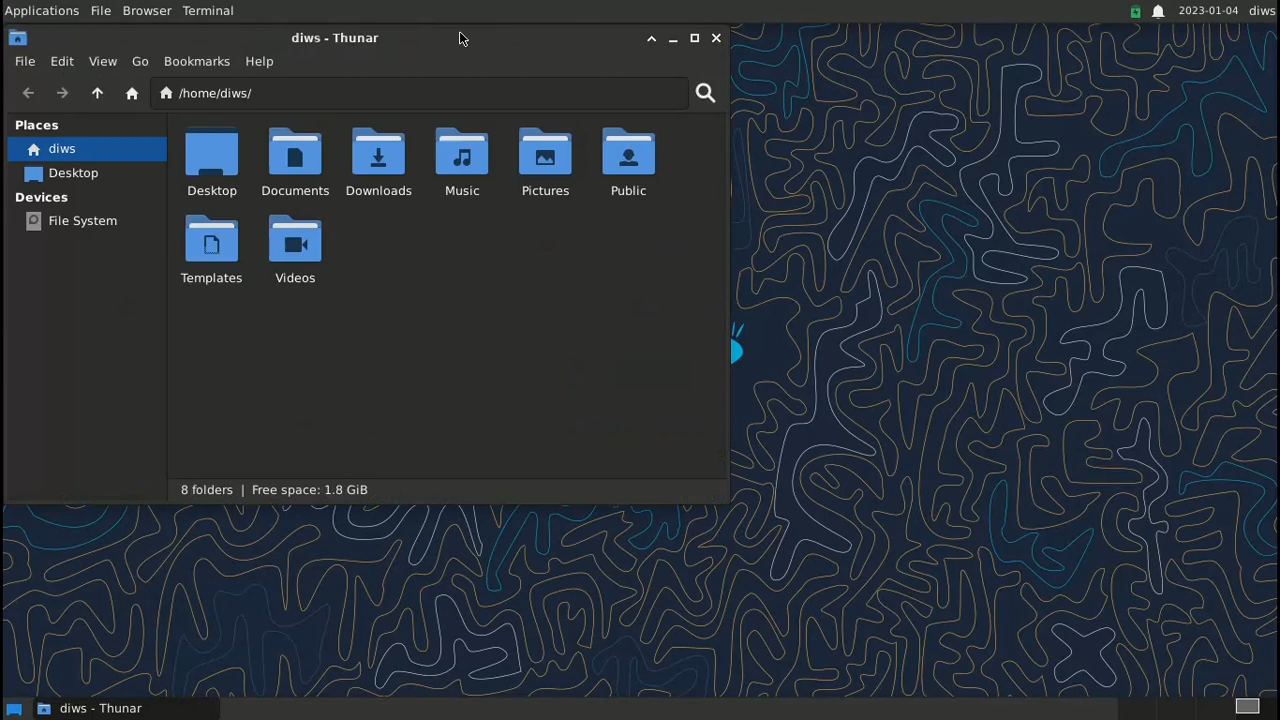 Applications File Browser Terminal 2023-01-04 diws
diws - Thunar
File Edit View Go Bookmarks Help
/home/diws/
Places
diws
Desktop
Devices
File System
Desktop Documents Downloads Music Pictures Public
Templates Videos
8 folders | Free space: 1.8 GiB
diws - Thunar